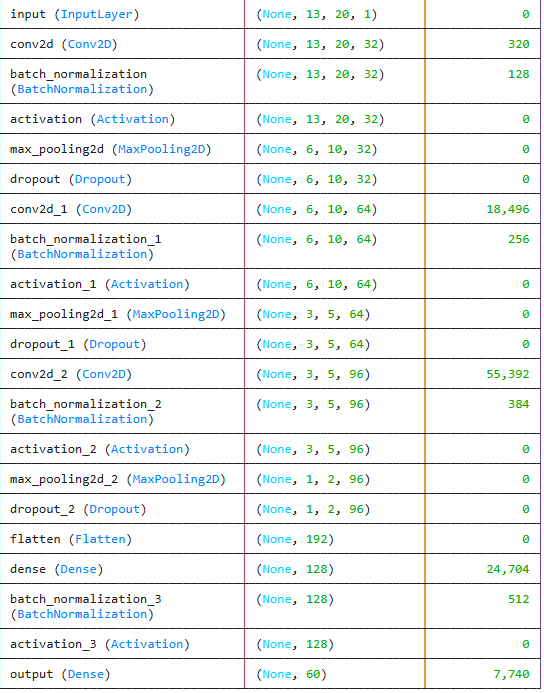 input (InputLayer) (None, 13, 20, 1) 0
conv2d (Conv2D) (None, 13, 20, 32) 320
batch_normalization (None, 13, 20, 32) 128
(BatchNormalization)
activation (Activation) (None, 13, 20, 32) 0
max_pooling2d (MaxPooling2D) (None, 6, 10, 32) 0
dropout (Dropout) (None, 6, 10, 32) 0
conv2d_1 (Conv2D) (None, 6, 10, 64) 18,496
batch_normalization_1 (None, 6, 10, 64) 256
(BatchNormalization)
activation_1 (Activation) (None, 6, 10, 64) 0
max_pooling2d_1 (MaxPooling2D) (None, 3, 5, 64) 0
dropout_1 (Dropout) (None, 3, 5, 64) 0
conv2d_2 (Conv2D) (None, 3, 5, 96) 55,392
batch_normalization_2 (None, 3, 5, 96) 384
(BatchNormalization)
activation_2 (Activation) (None, 3, 5, 96) 0
max_pooling2d_2 (MaxPooling2D) (None, 1, 2, 96) 0
dropout_2 (Dropout) (None, 1, 2, 96) 0
flatten (Flatten) (None, 192) 0
dense (Dense) (None, 128) 24,704
batch_normalization_3 (None, 128) 512
(BatchNormalization)
activation_3 (Activation) (None, 128) 0
output (Dense) (None, 60) 7,740